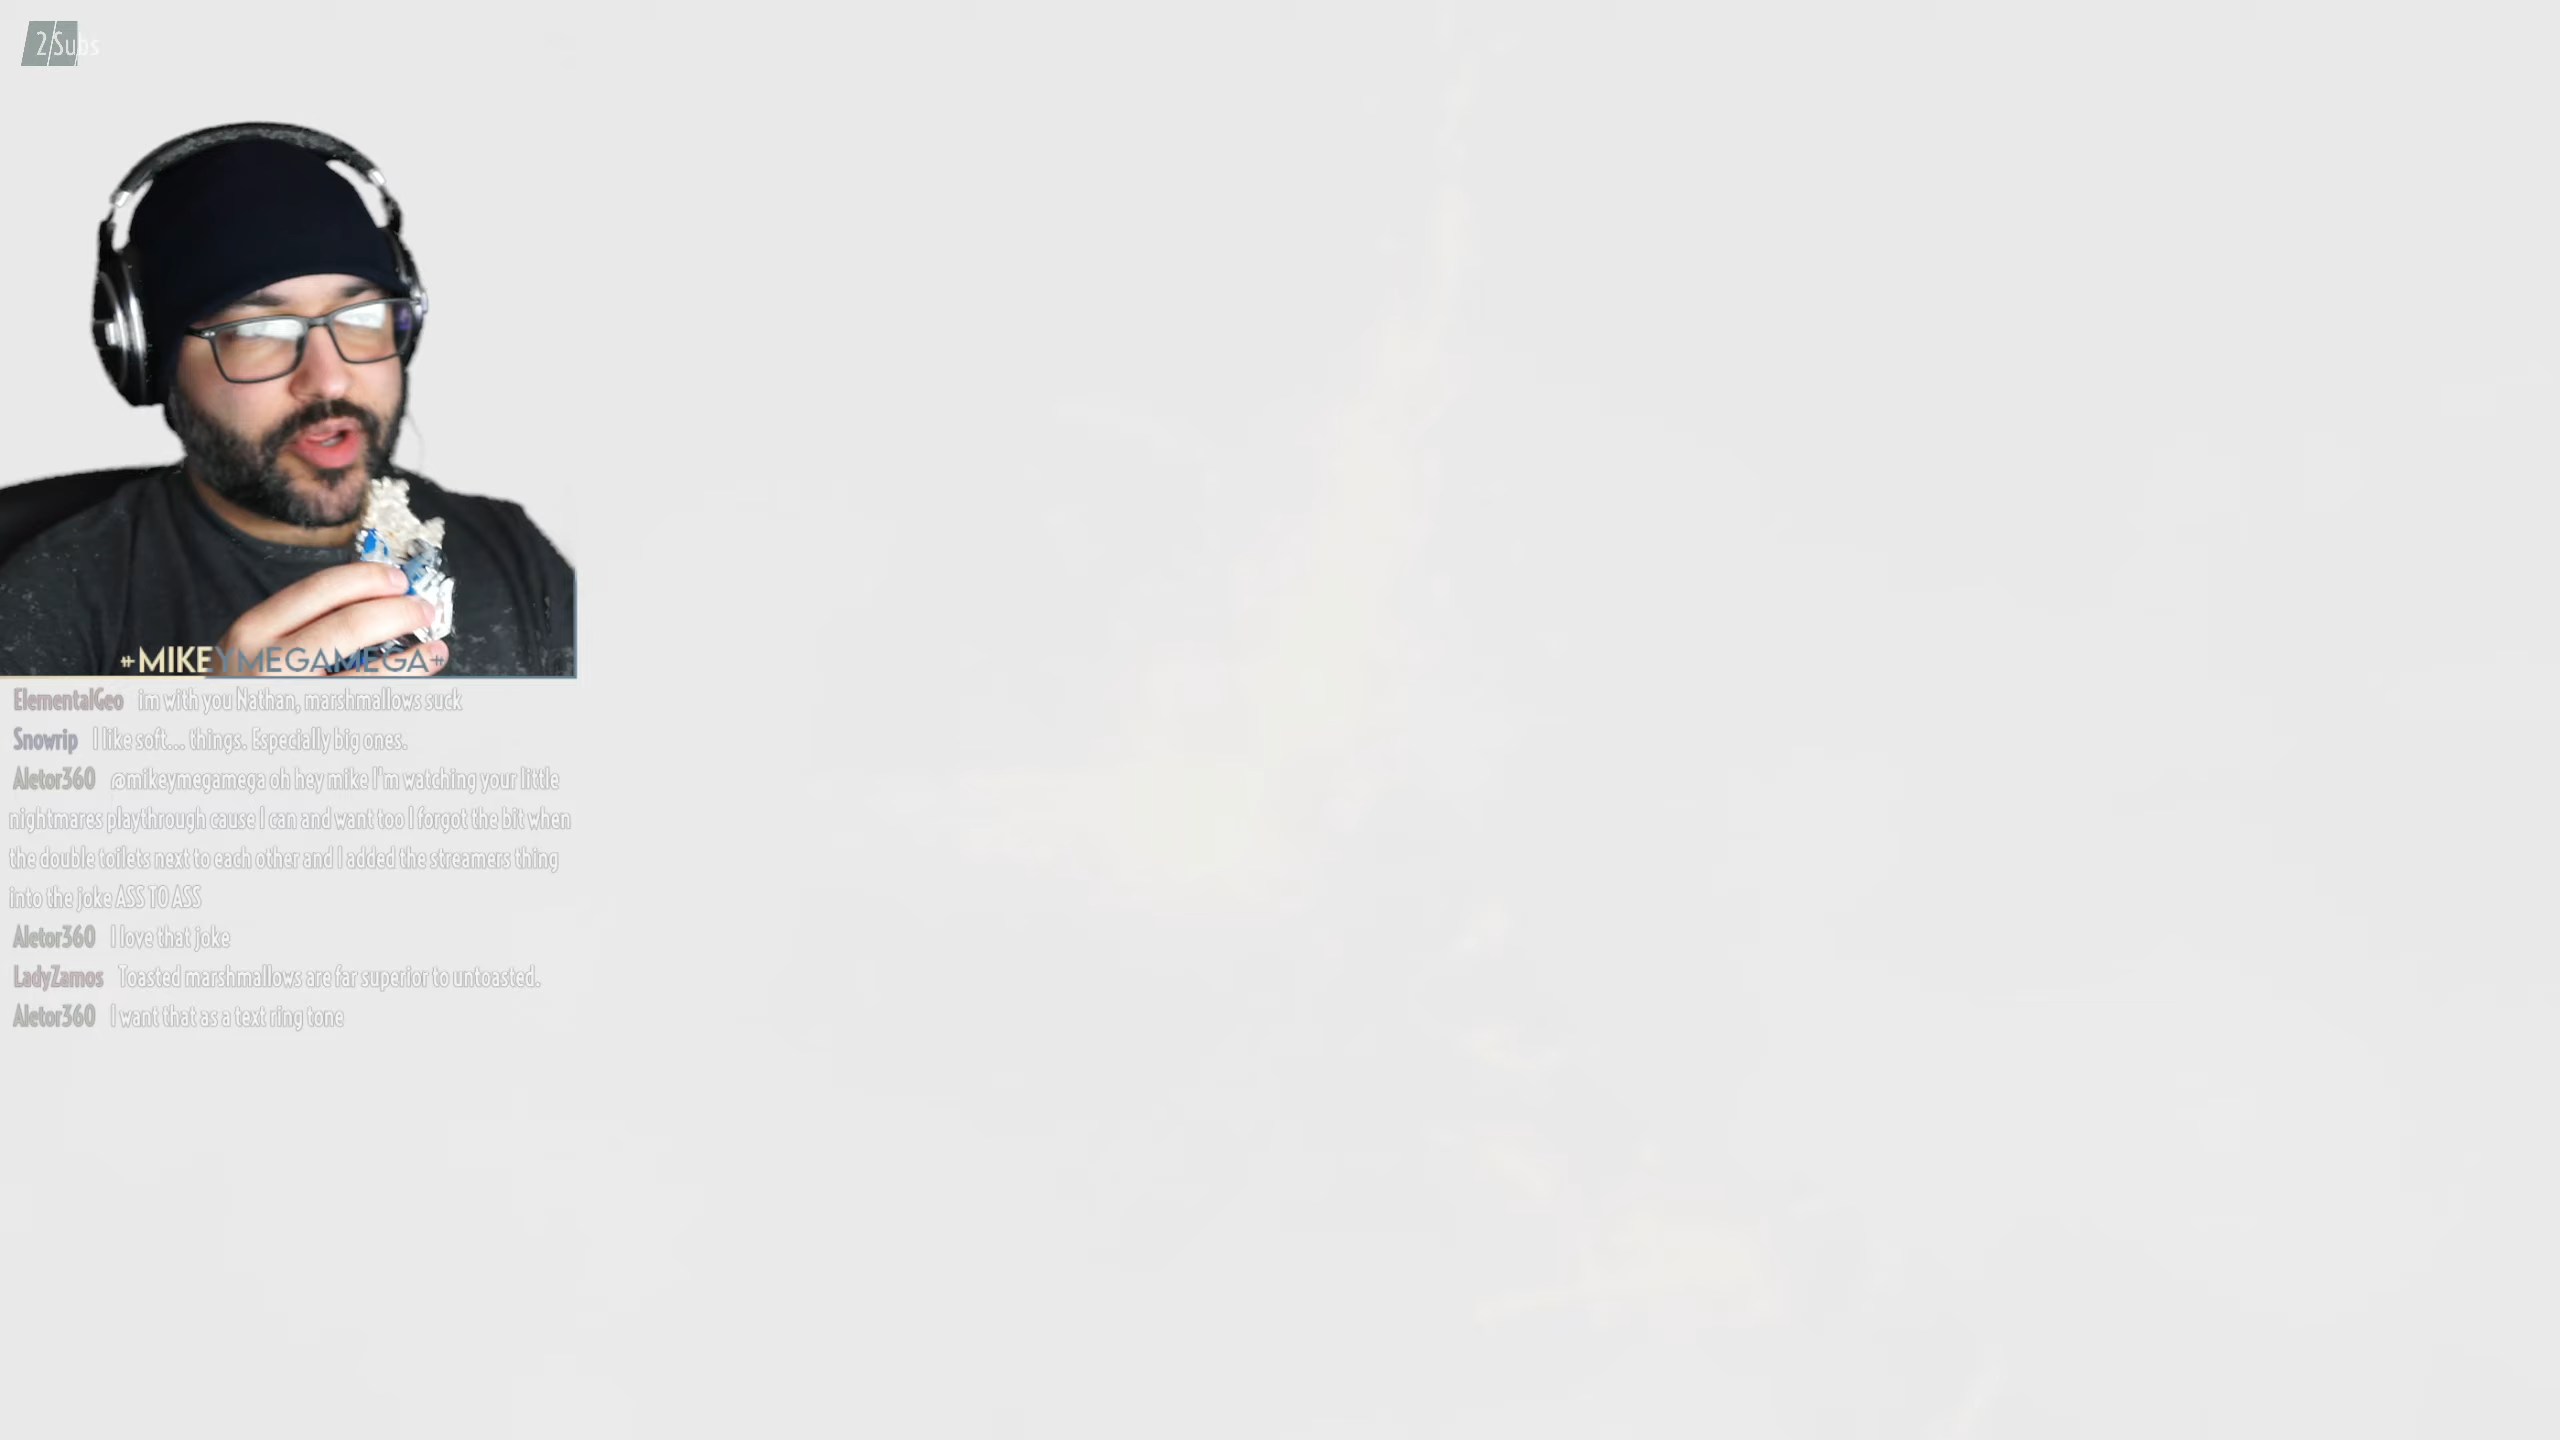 2/Subs
+MIKEYMEGAMEGA+
ElementalGeo im with you Nathan, marshmallows suck
Snowrip I like soft... things. Especially big ones.
Aletor360 @mikeymegamega oh hey mike I'm watching your little
nightmares playthrough cause I can and want too I forgot the bit when
the double toilets next to each other and I added the streamers thing
into the joke ASS TO ASS
Aletor360 I love that joke
LadyZamos Toasted marshmallows are far superior to untoasted.
Aletor360 I want that as a text ring tone